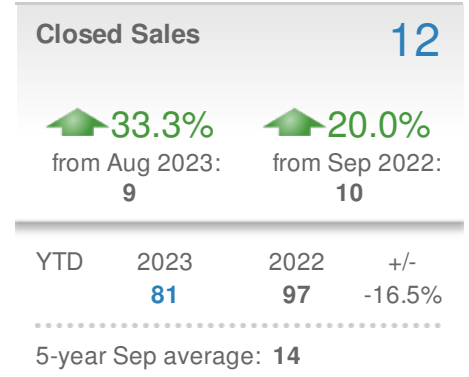 Closed Sales 12
33.3% 20.0%
from Aug 2023: from Sep 2022:
9 10
YTD 2023 2022 +/-
81 97 -16.5%
5-year Sep average: 14